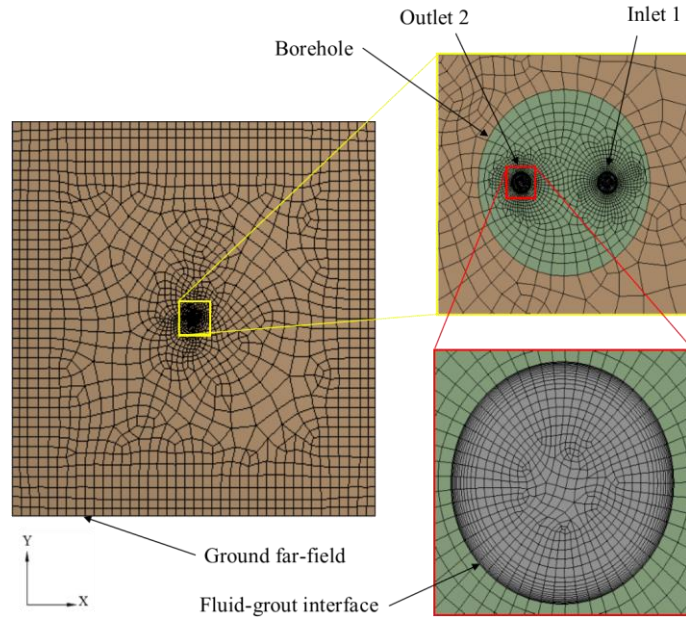 Outlet 2
Inlet 1
Borehole
Y
X
Ground far-field
Fluid-grout interface